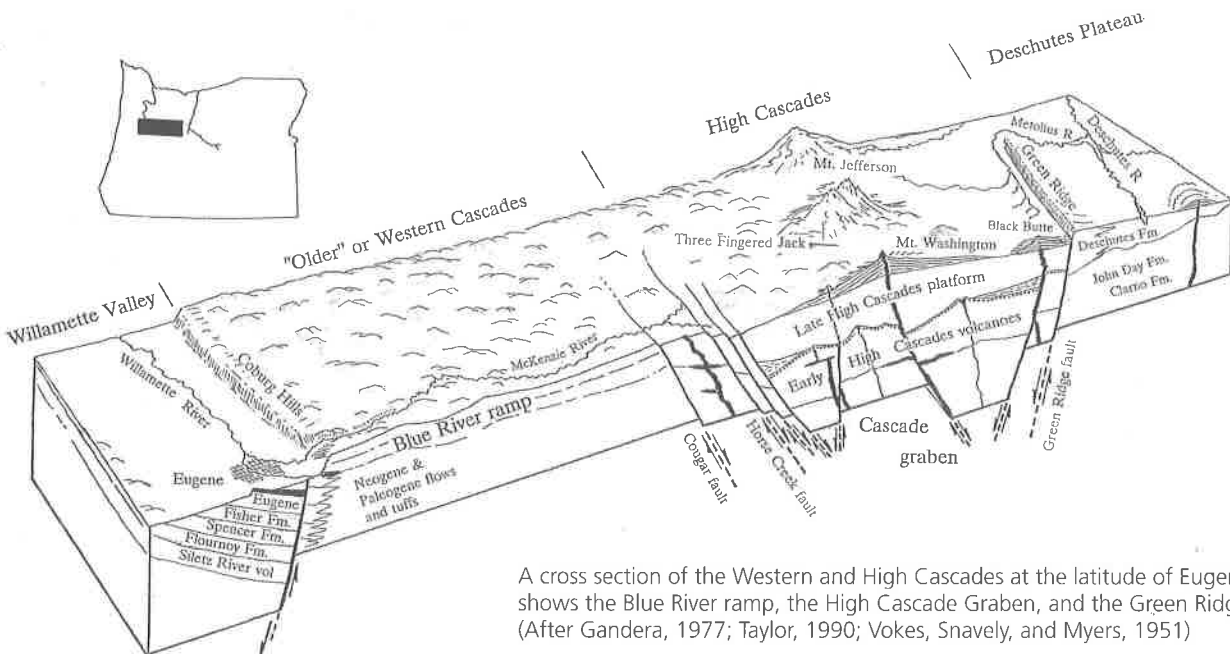 Deschutes Plateau
High Cascades
"Older" or Western Cascades
Willamette Valley
Metolius R
Deschutes R
Green Ridge
Mt. Jefferson
Black Butte
Three Fingered Jack
Mt. Washington
Deschutes Fm.
John Day Fm.
Clarno Fm.
Late High Cascades platform
Early High Cascades volcanoes
McKenzie River
Coburg Hills
Willamette River
Blue River ramp
Eugene
Neogene &
Paleogene flows
and tuffs
Eugene
Fisher Fm.
Spencer Fm.
Flournoy Fm.
Siletz River vol
Cougar fault
Horse Creek fault
Cascade
graben
Green Ridge fault
A cross section of the Western and High Cascades at the latitude of Eugen
shows the Blue River ramp, the High Cascade Graben, and the Green Ridg
(After Gandera, 1977; Taylor, 1990; Vokes, Snavely, and Myers, 1951)